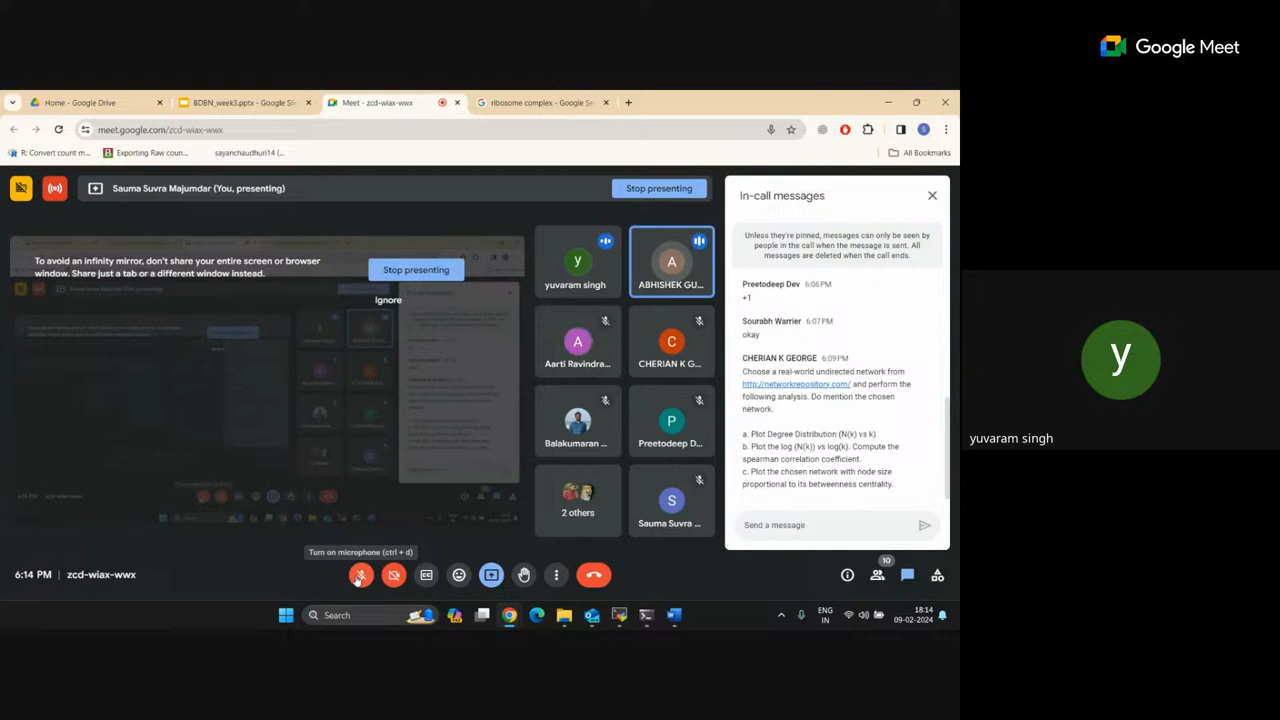 Google Meet
Home - Google Drive
BDBN_week3.pptx - Google Sli
Meet - zcd-wiax-wwx
ribosome complex - Google Se
meet.google.com/zcd-wiax-wwx
R: Convert count m...
Exporting Raw coun...
sayanchaudhuri14 (...
All Bookmarks
Sauma Suvra Majumdar (You, presenting)
Stop presenting
To avoid an infinity mirror, don't share your entire screen or browser
window. Share just a tab or a different window instead.
Stop presenting
Ignore
y
yuvaram singh
A
ABHISHEK GU...
A
Aarti Ravindra...
C
CHERIAN K G...
Balakumaran ...
P
Preetodeep D...
2 others
S
Sauma Suvra ...
In-call messages
Unless they're pinned, messages can only be seen by
people in the call when the message is sent. All
messages are deleted when the call ends.
Preetodeep Dev 6:06 PM
+1
Sourabh Warrier 6:07 PM
okay
CHERIAN K GEORGE 6:09 PM
Choose a real-world undirected network from
http://networkrepository.com/ and perform the
following analysis. Do mention the chosen
network.
a. Plot Degree Distribution (N(k) vs k)
b. Plot the log (N(k)) vs log(k). Compute the
spearman correlation coefficient.
c. Plot the chosen network with node size
proportional to its betweenness centrality.
Send a message
Turn on microphone (ctrl + d)
6:14 PM
zcd-wiax-wwx
10
Search
ENG
IN
18:14
09-02-2024
y
yuvaram singh